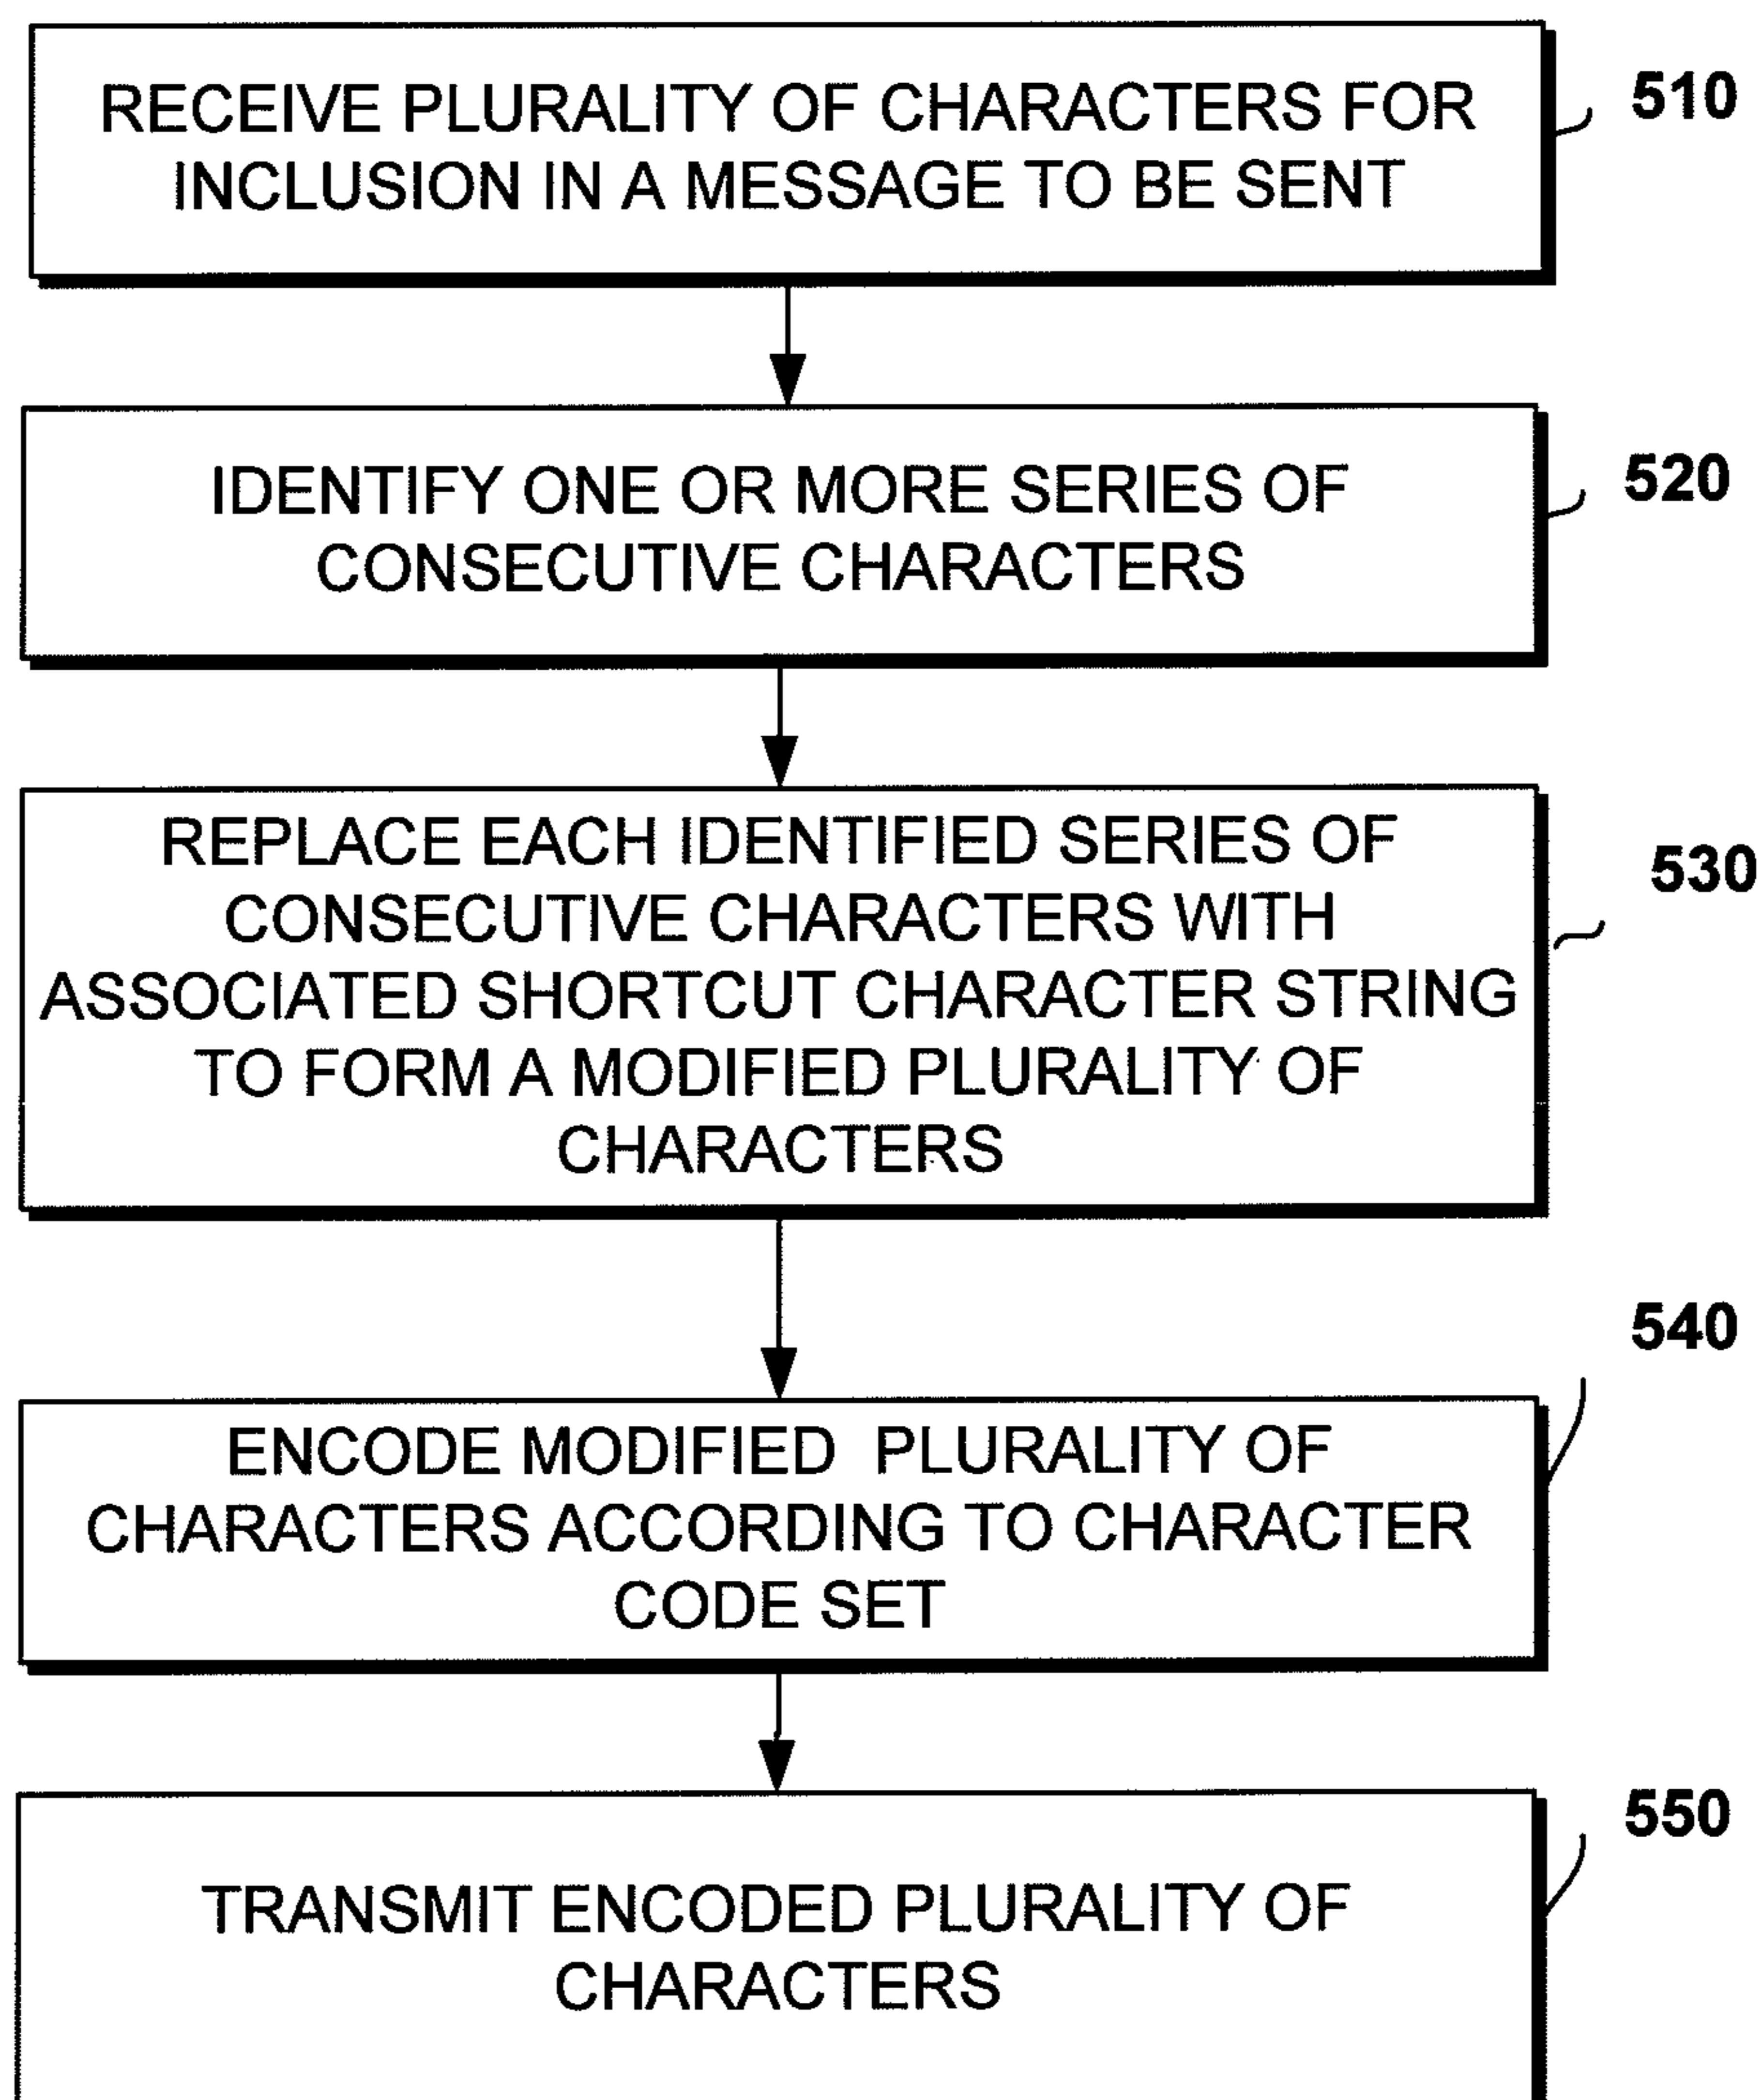 RECEIVE PLURALITY OF CHARACTERS FOR
INCLUSION IN A MESSAGE TO BE SENT
510
IDENTIFY ONE OR MORE SERIES OF
CONSECUTIVE CHARACTERS
520
REPLACE EACH IDENTIFIED SERIES OF
CONSECUTIVE CHARACTERS WITH
ASSOCIATED SHORTCUT CHARACTER STRING
TO FORM A MODIFIED PLURALITY OF
CHARACTERS
530
ENCODE MODIFIED PLURALITY OF
CHARACTERS ACCORDING TO CHARACTER
CODE SET
540
TRANSMIT ENCODED PLURALITY OF
CHARACTERS
550